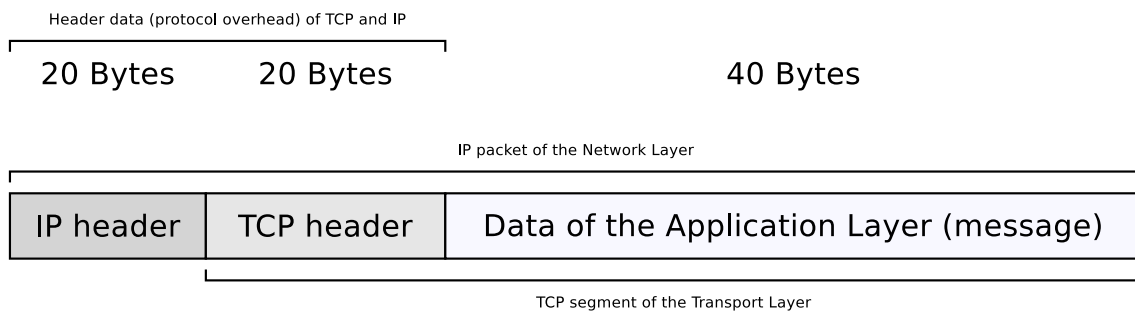 Header data (protocol overhead) of TCP and IP
20 Bytes 20 Bytes 40 Bytes
IP packet of the Network Layer
IP header TCP header Data of the Application Layer (message)
TCP segment of the Transport Layer